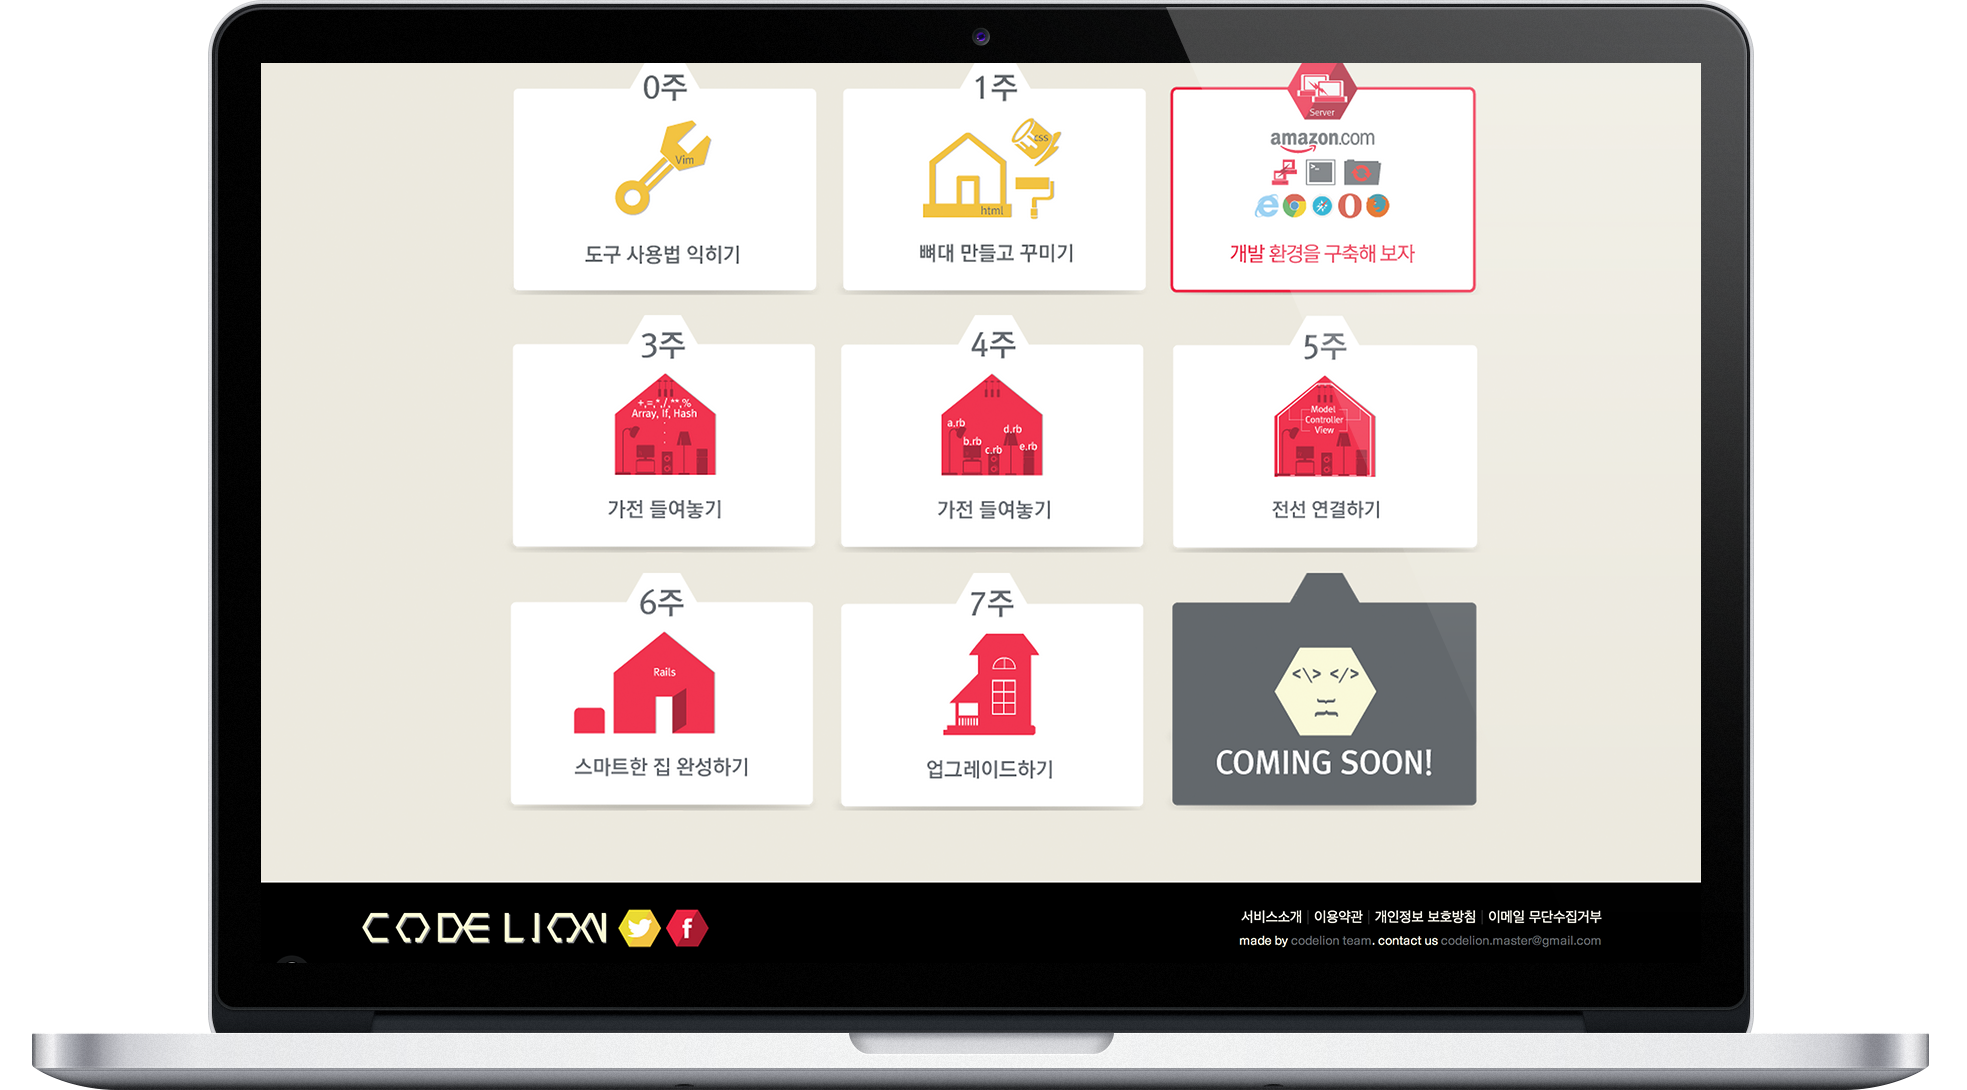 0주
Vim
도구 사용법 익히기
1주
css
html
뼈대 만들고 꾸미기
Server
amazon.com
개발 환경을 구축해 보자
3주
+,=,*,/,**,%
Array, If, Hash
가전 들여놓기
4주
a.rb
d.rb
b.rb
c.rb
e.rb
가전 들여놓기
5주
Model
Controller
View
전선 연결하기
6주
Rails
스마트한 집 완성하기
7주
업그레이드하기
<\> </>
COMING SOON!
CODE LION
서비스소개 | 이용약관 | 개인정보 보호방침 | 이메일 무단수집거부
made by codelion team. contact us codelion.master@gmail.com